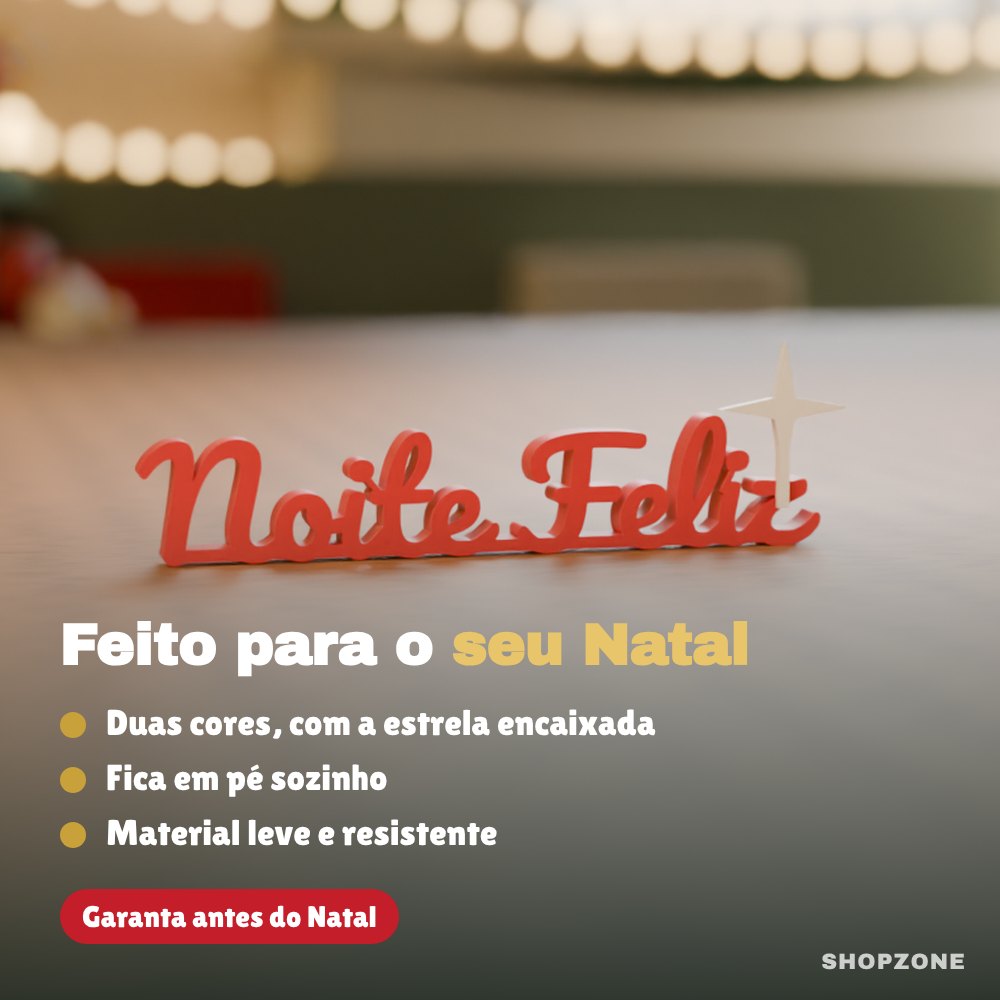 Noite Feliz
Feito para o seu Natal
Duas cores, com a estrela encaixada
Fica em pé sozinho
Material leve e resistente
Garanta antes do Natal
SHOPZONE